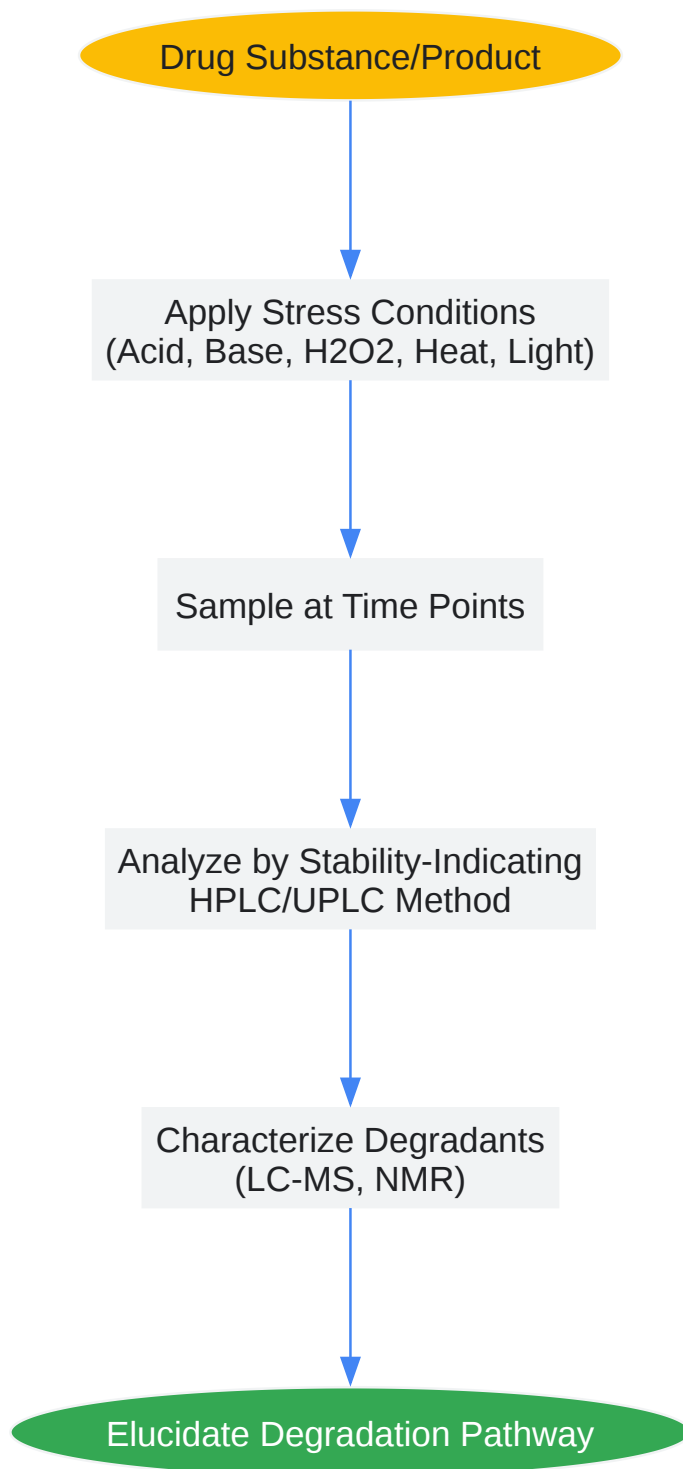 Drug Substance/Product
Apply Stress Conditions
(Acid, Base, H2O2, Heat, Light)
Sample at Time Points
Analyze by Stability-Indicating
HPLC/UPLC Method
Characterize Degradants
(LC-MS, NMR)
Elucidate Degradation Pathway